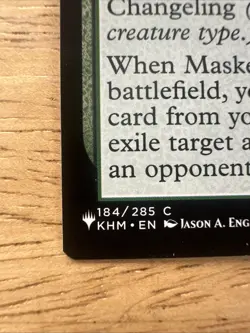 Changeling (
creature type.
When Maske
battlefield, yo
card from yo
exile target a
an opponent
184/285 C
KHM • EN JASON A. ENG